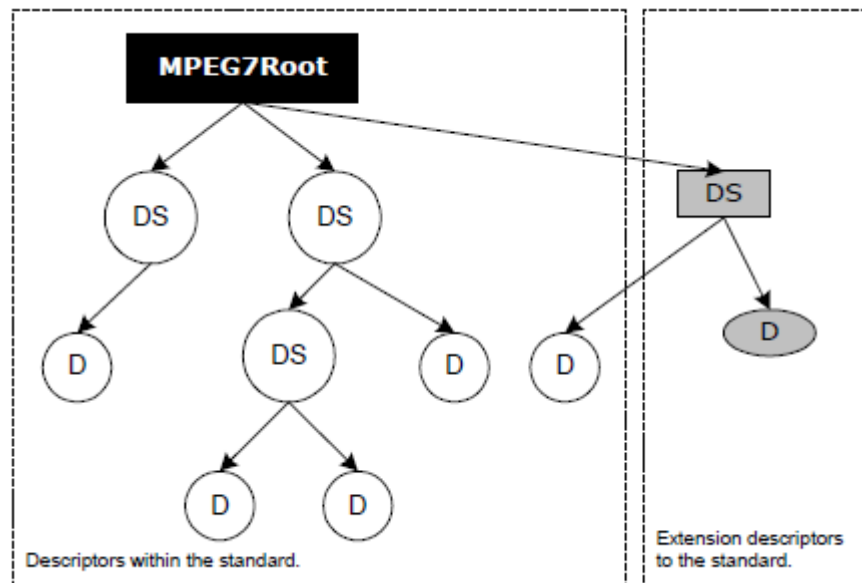 MPEG7Root
DS
DS
DS
D
DS
D
D
D
D
D
Descriptors within the standard.
Extension descriptors
to the standard.